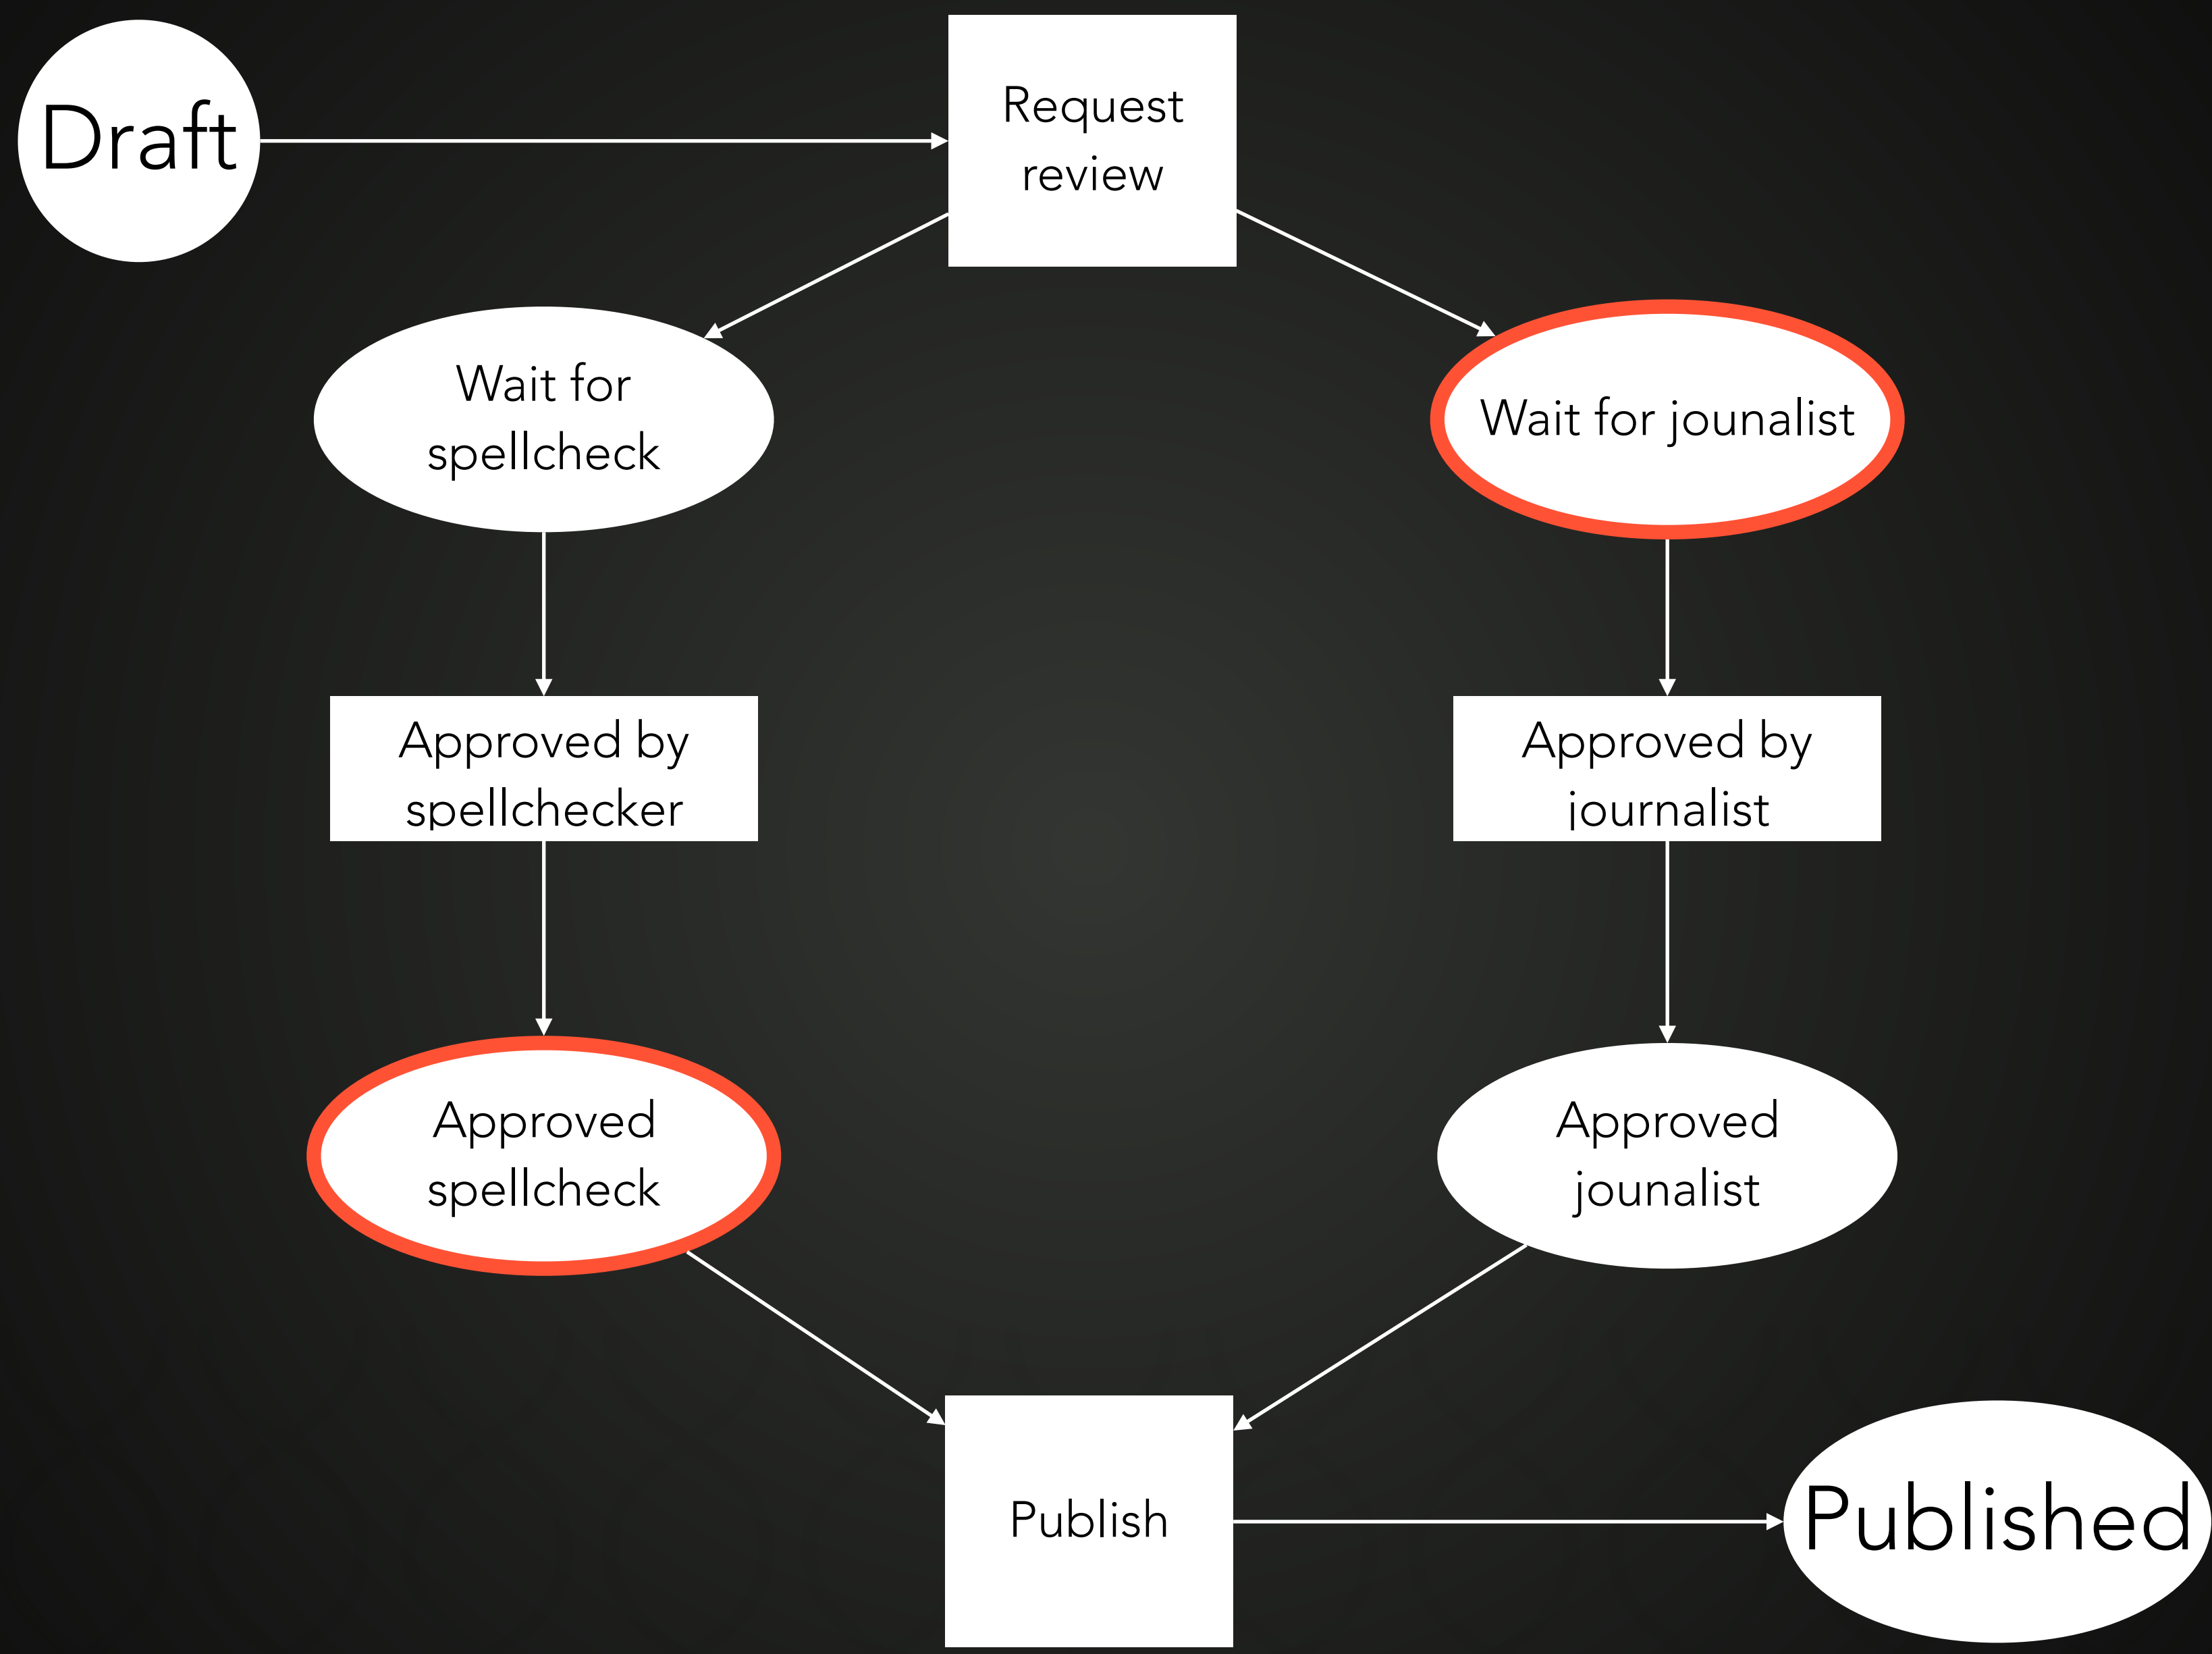 Draft
Request
review
Wait for
spellcheck
Wait for jounalist
Approved by
spellchecker
Approved by
journalist
Approved
spellcheck
Approved
jounalist
Publish
Published